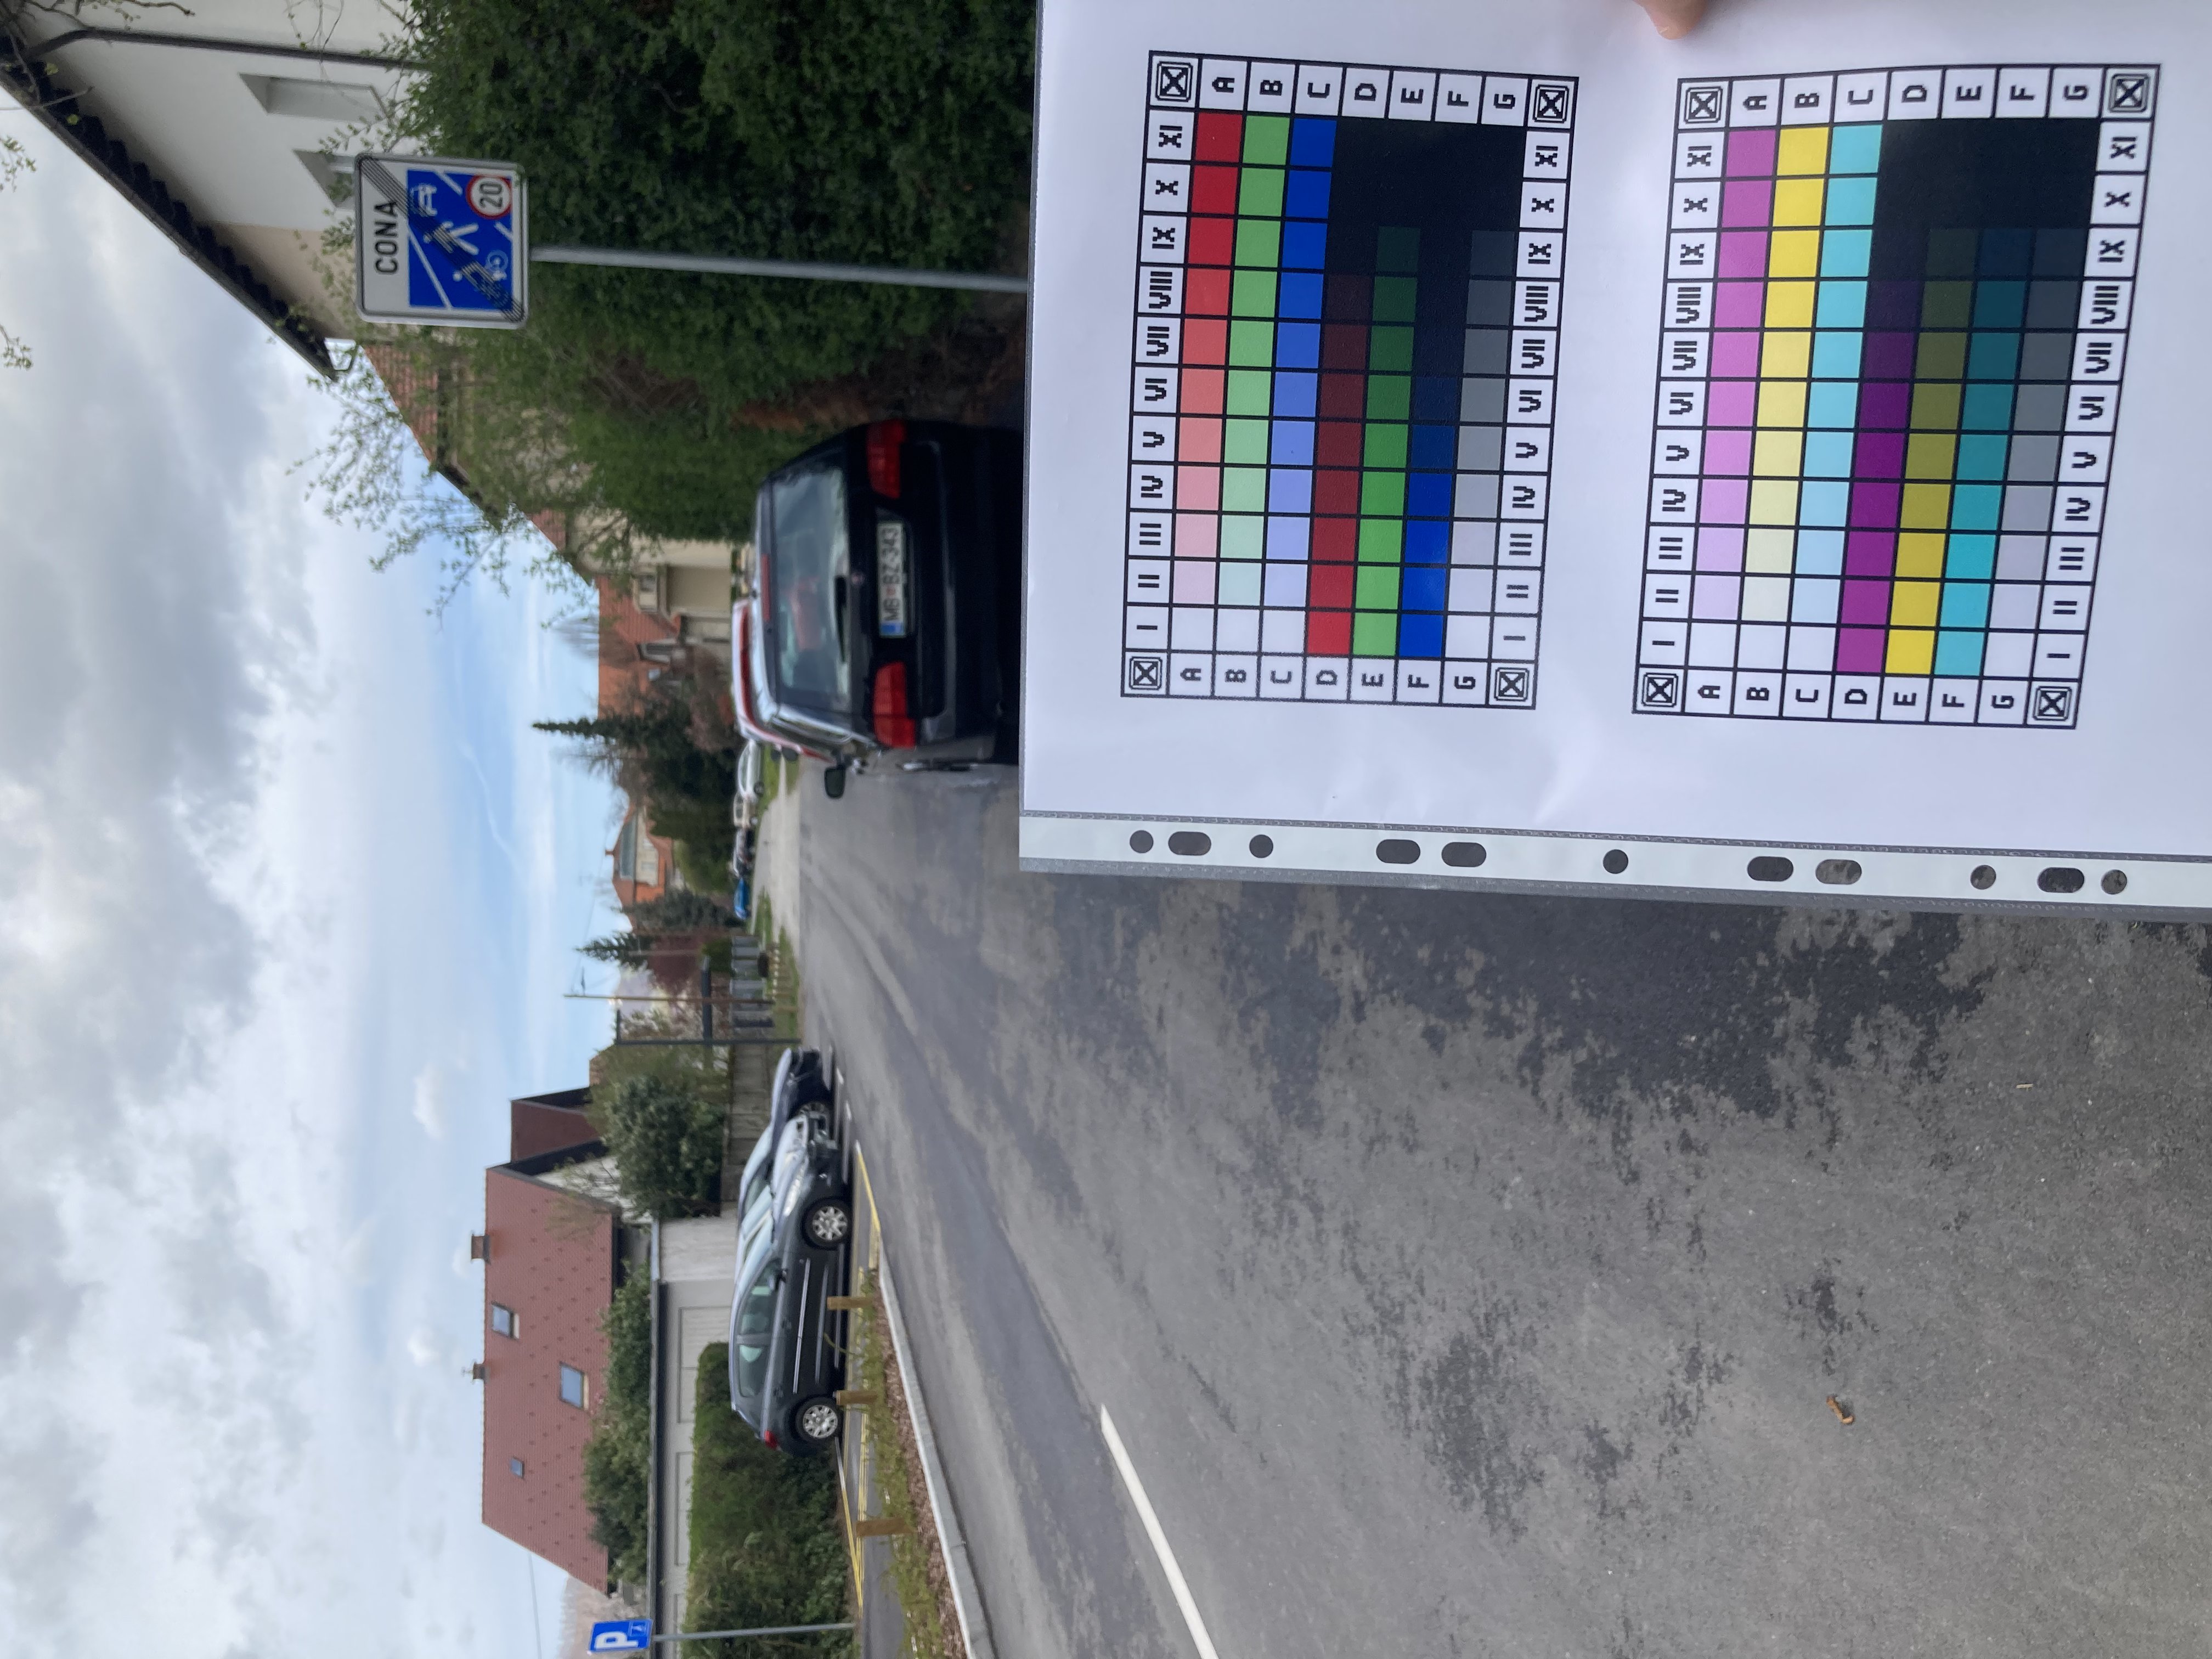 CONA
20
P
MB BZ-343
I II III IV V VI VII VIII IX X XI
A A
B B
C C
D D
E E
F F
G G
I II III IV V VI VII VIII IX X XI
I II III IV V VI VII VIII IX X XI
A A
B B
C C
D D
E E
F F
G G
I II III IV V VI VII VIII IX X XI